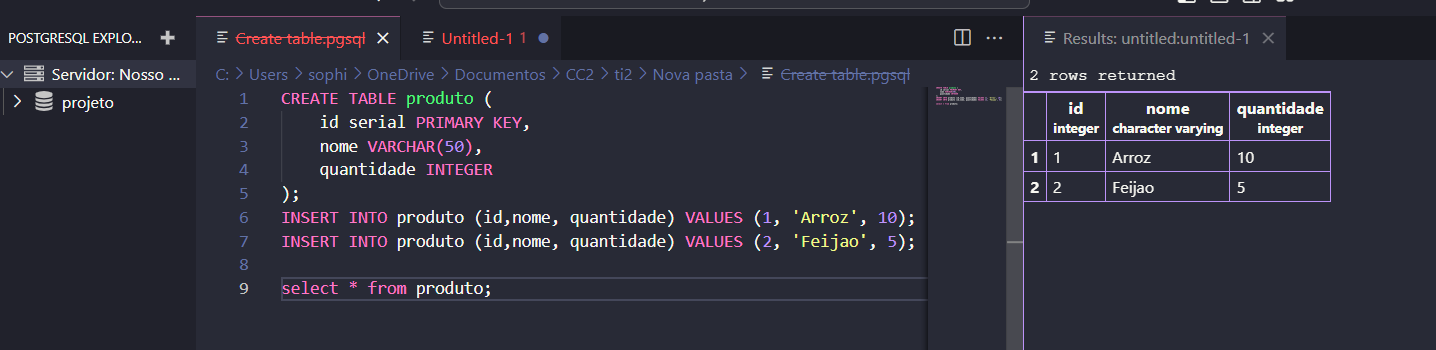 POSTGRESQL EXPLO...
Servidor: Nosso ...
projeto
Create table.pgsql
Untitled-1 1
C: > Users > sophi > OneDrive > Documentos > CC2 > ti2 > Nova pasta > Create table.pgsql
1 CREATE TABLE produto (
2 id serial PRIMARY KEY,
3 nome VARCHAR(50),
4 quantidade INTEGER
5 );
6 INSERT INTO produto (id,nome, quantidade) VALUES (1, 'Arroz', 10);
7 INSERT INTO produto (id,nome, quantidade) VALUES (2, 'Feijao', 5);
8
9 select * from produto;
Results: untitled:untitled-1
2 rows returned
id nome quantidade
integer character varying integer
1 1 Arroz 10
2 2 Feijao 5